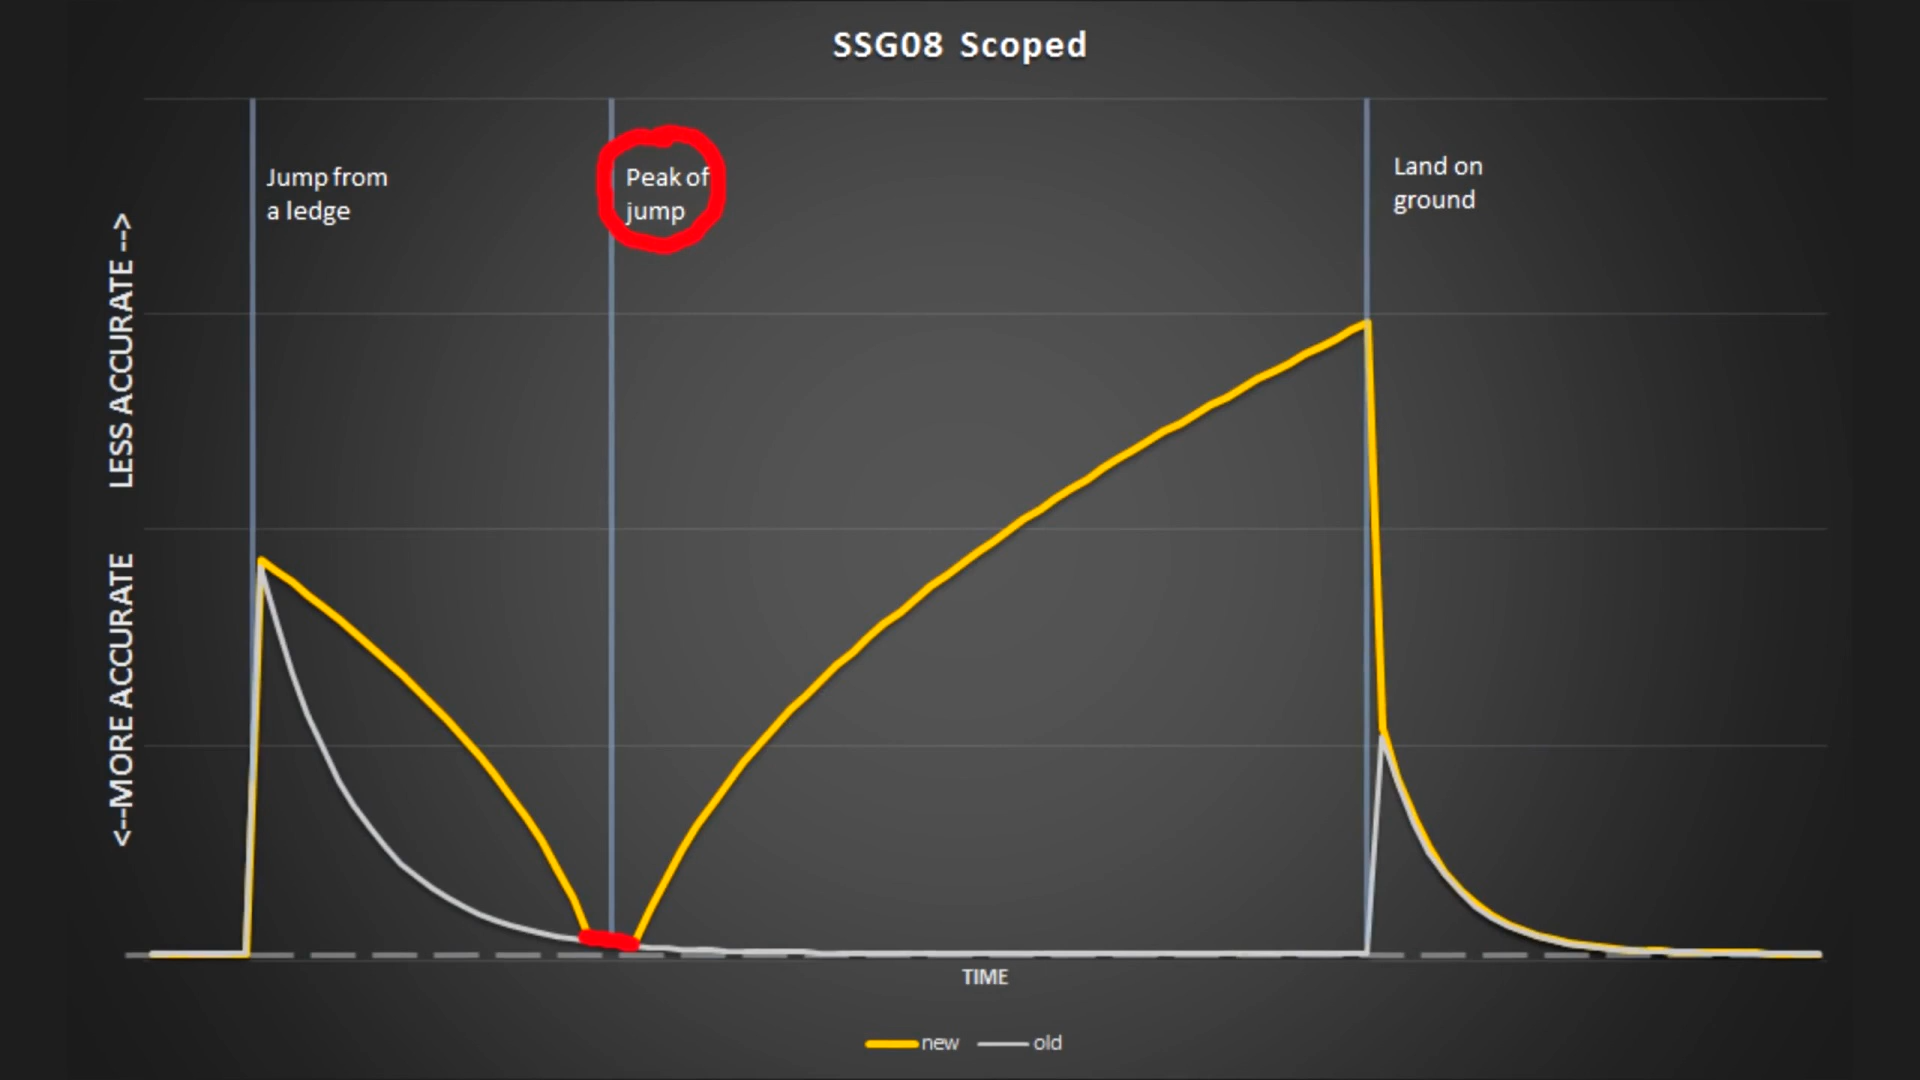 SSG08 Scoped
Jump from
a ledge
Peak of
jump
Land on
ground
<--MORE ACCURATE    LESS ACCURATE -->
TIME
new
old